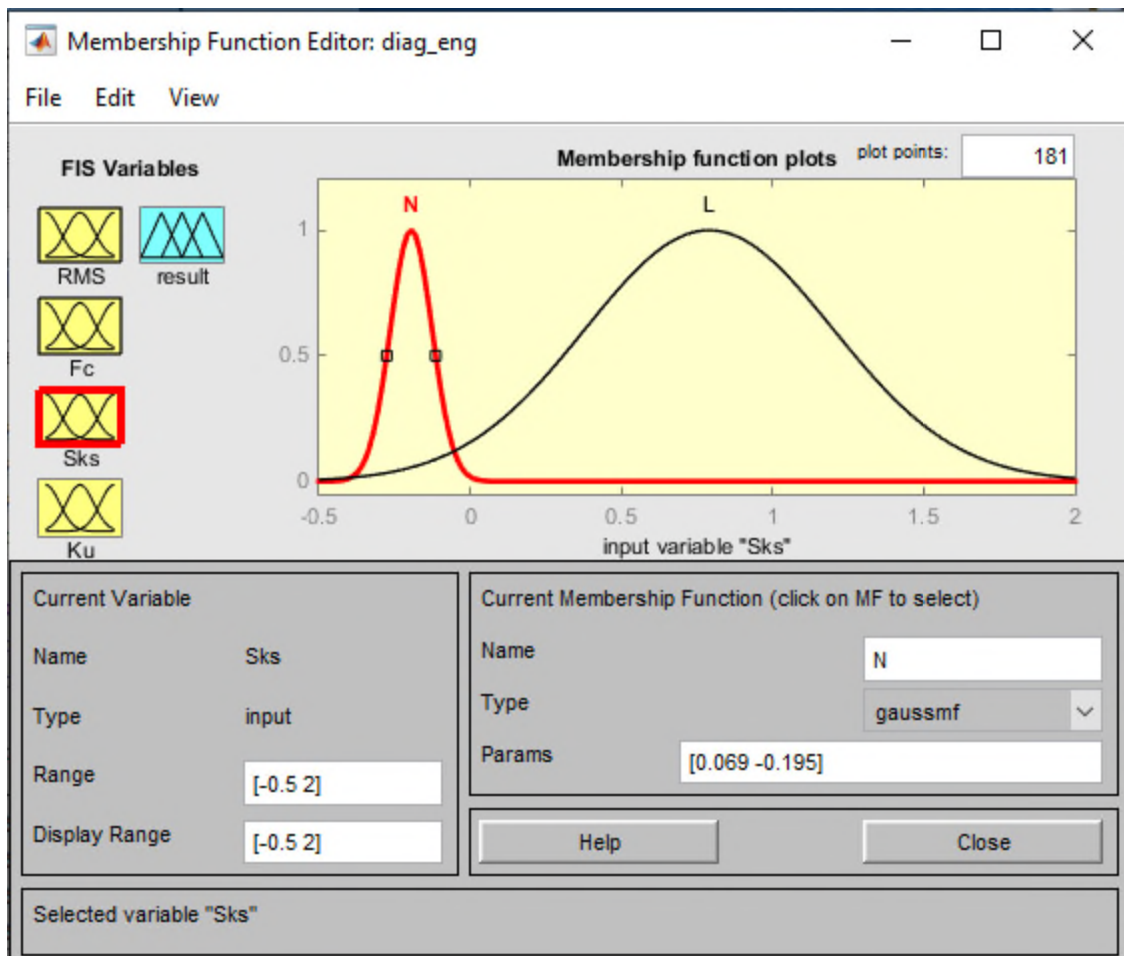 Membership Function Editor: diag_eng
File Edit View
FIS Variables
RMS
result
Fc
Sks
Ku
Membership function plots
plot points:
181
N
L
1
0.5
0
-0.5 0 0.5 1 1.5 2
input variable "Sks"
Current Variable
Name Sks
Type input
Range [-0.5 2]
Display Range [-0.5 2]
Current Membership Function (click on MF to select)
Name N
Type gaussmf
Params [0.069 -0.195]
Help
Close
Selected variable "Sks"